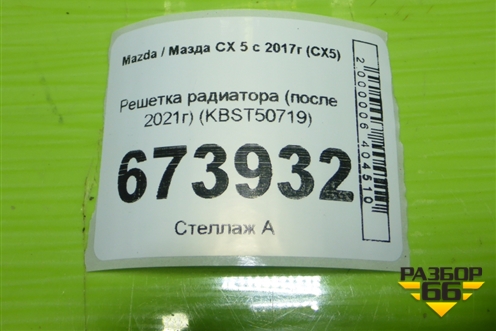 Mazda / Мазда CX 5 с 2017г (CX5)
Решетка радиатора (после
2021г) (KBST50719)
673932
Стеллаж А
2000006404510
РАЗБОР
66